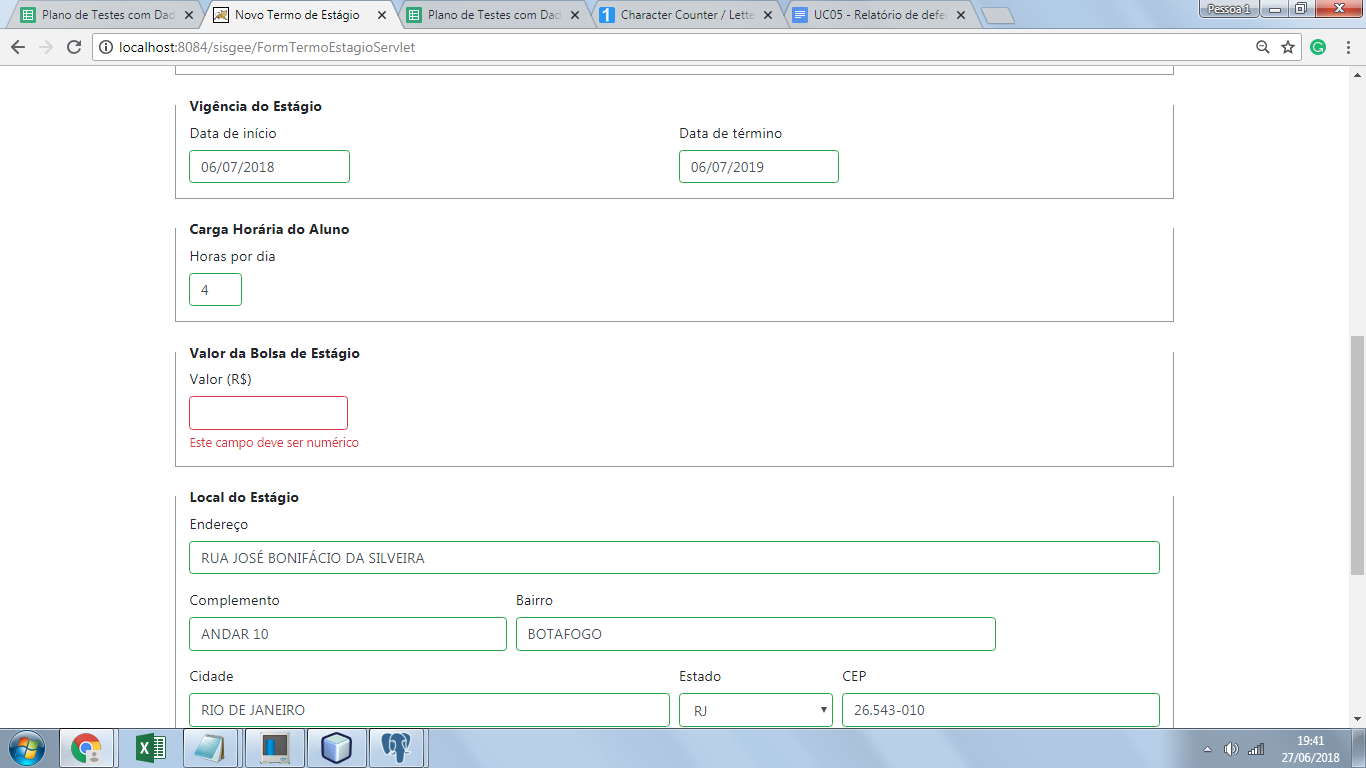 Plano de Testes com Dad
Novo Termo de Estágio
Plano de Testes com Dad
1 Character Counter / Lette
UC05 - Relatório de defei
Pessoa 1
localhost:8084/sisgee/FormTermoEstagioServlet
Vigência do Estágio
Data de início Data de término
06/07/2018 06/07/2019
Carga Horária do Aluno
Horas por dia
4
Valor da Bolsa de Estágio
Valor (R$)
Este campo deve ser numérico
Local do Estágio
Endereço
RUA JOSÉ BONIFÁCIO DA SILVEIRA
Complemento Bairro
ANDAR 10 BOTAFOGO
Cidade Estado CEP
RIO DE JANEIRO RJ 26.543-010
19:41
27/06/2018